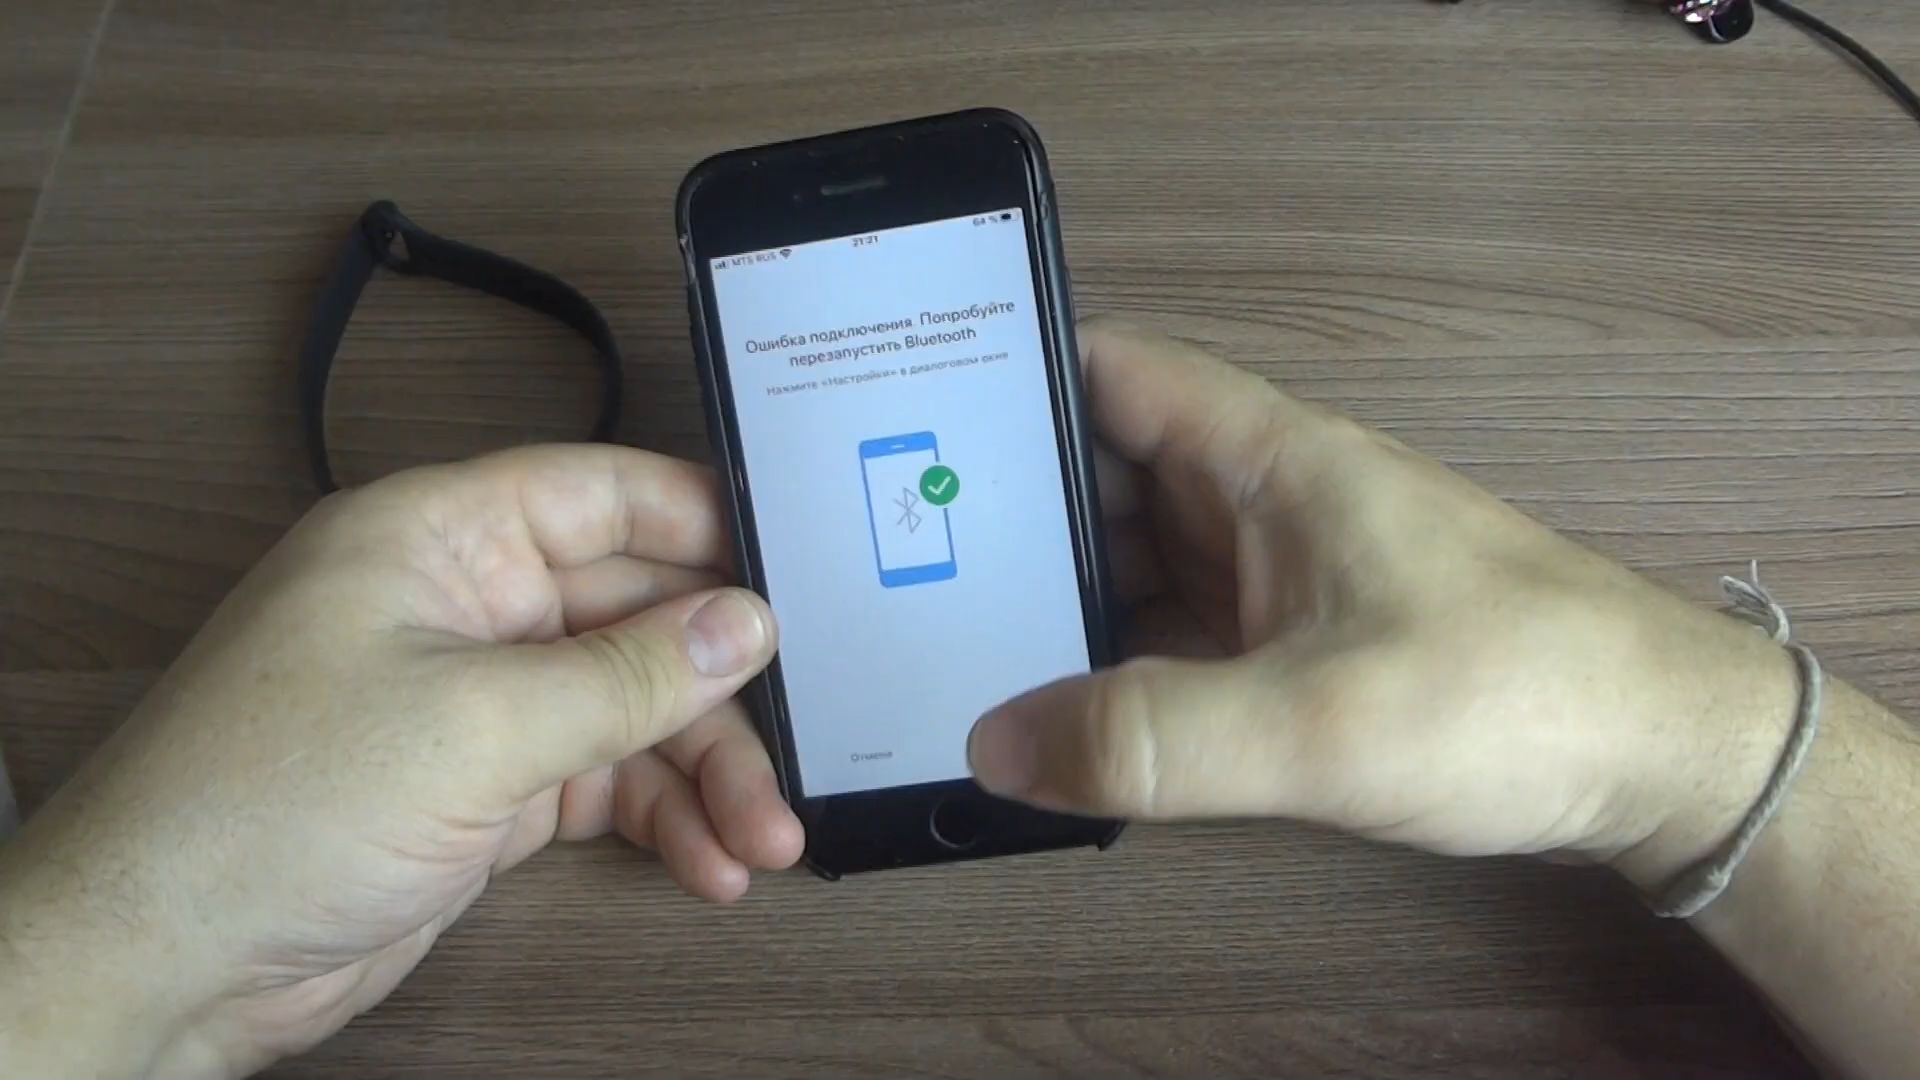 MTS RUS
21:21
64 %
Ошибка подключения. Попробуйте
перезапустить Bluetooth
Нажмите «Настройки» в диалоговом окне
Отмена